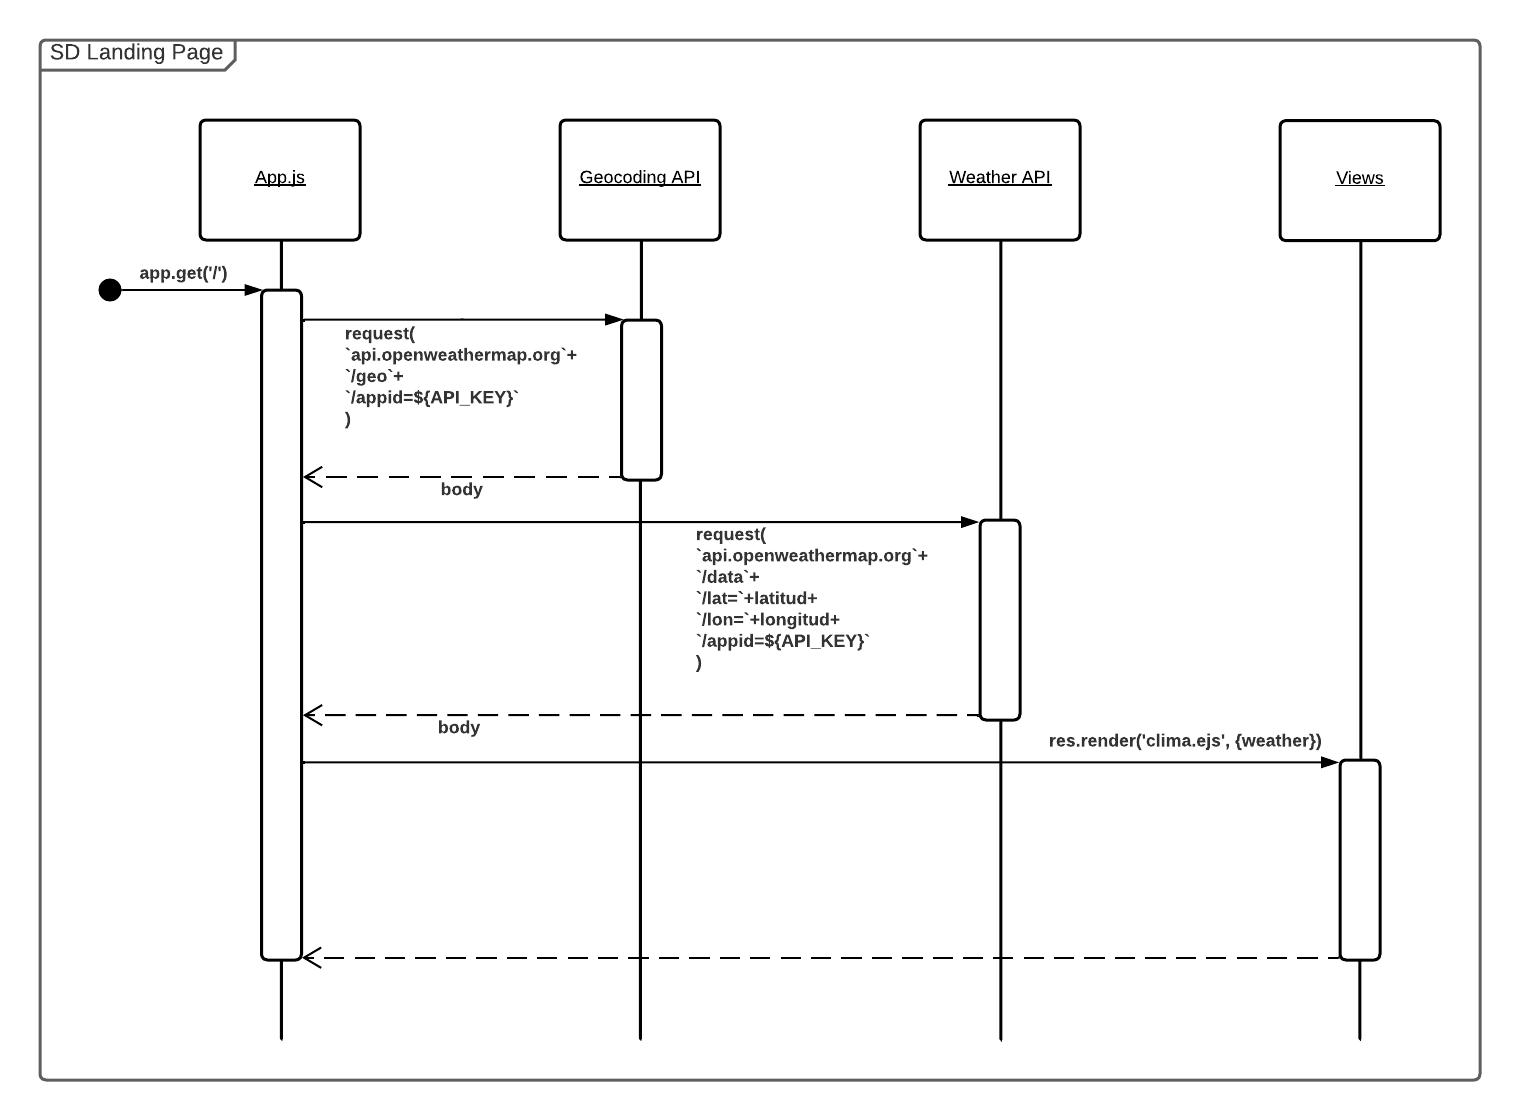 SD Landing Page
App.js
Geocoding API
Weather API
Views
app.get('/')
request(
`api.openweathermap.org`+
`/geo`+
`/appid=${API_KEY}`
)
body
request(
`api.openweathermap.org`+
`/data`+
`/lat=`+latitud+
`/lon=`+longitud+
`/appid=${API_KEY}`
)
body
res.render('clima.ejs', {weather})